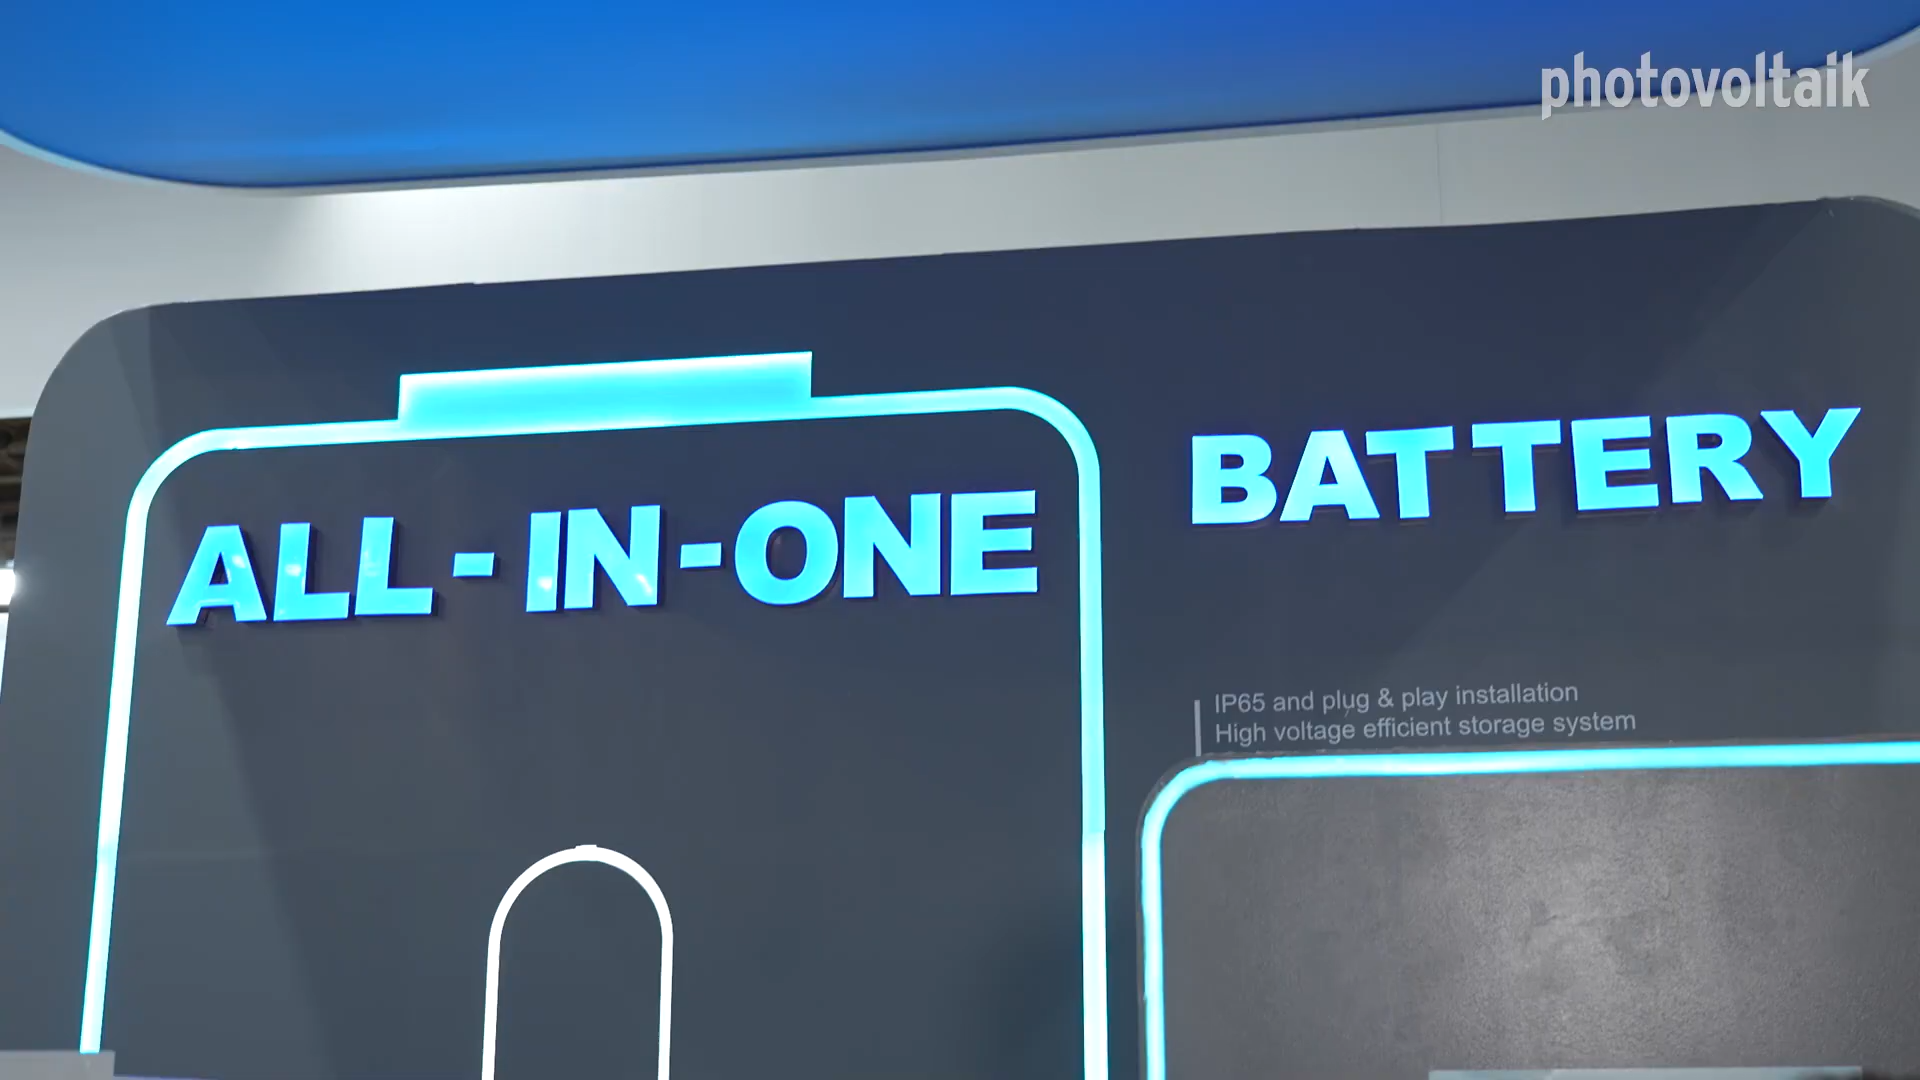 photovoltaik
ALL-IN-ONE
BATTERY
IP65 and plug & play installation
High voltage efficient storage system